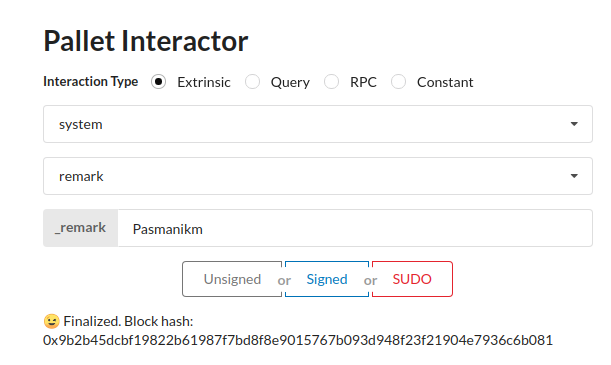 Pallet Interactor
Interaction Type Extrinsic Query RPC Constant
system
remark
_remark Pasmanikm
Unsigned or Signed or SUDO
😉 Finalized. Block hash:
0x9b2b45dcbf19822b61987f7bd8f8e9015767b093d948f23f21904e7936c6b081